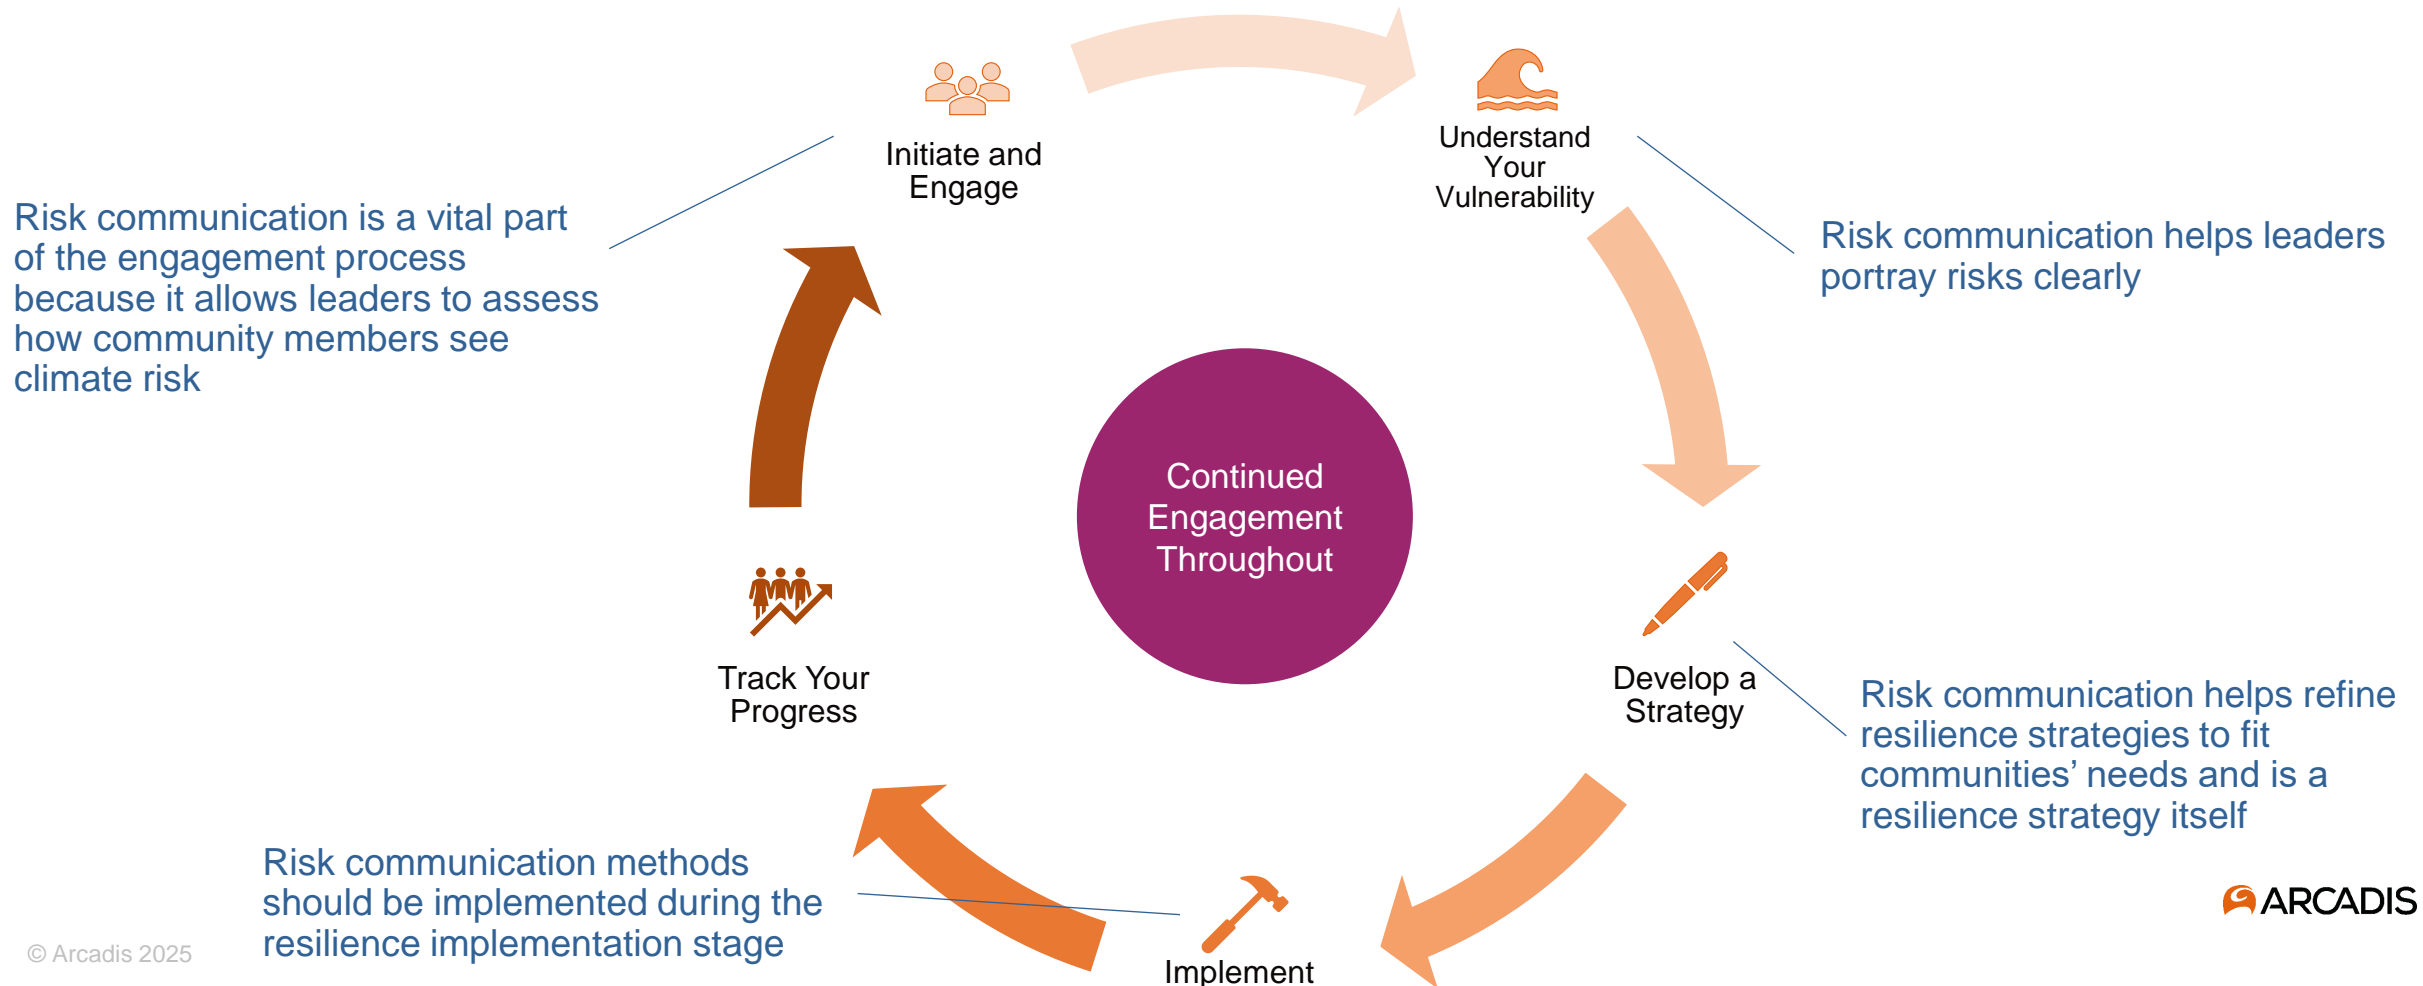 Initiate and
Engage
Understand
Your
Vulnerability
Risk communication is a vital part
of the engagement process
because it allows leaders to assess
how community members see
climate risk
Risk communication helps leaders
portray risks clearly
Continued
Engagement
Throughout
Track Your
Progress
Develop a
Strategy
Risk communication helps refine
resilience strategies to fit
communities’ needs and is a
resilience strategy itself
Risk communication methods
should be implemented during the
resilience implementation stage
Implement
ARCADIS
© Arcadis 2025